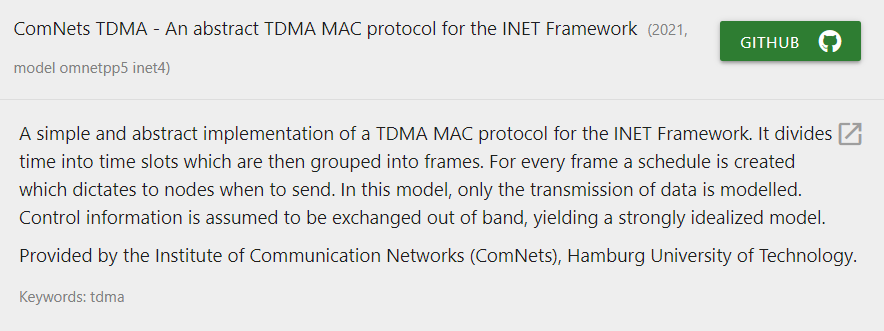 ComNets TDMA - An abstract TDMA MAC protocol for the INET Framework (2021,
model omnetpp5 inet4)
GITHUB
A simple and abstract implementation of a TDMA MAC protocol for the INET Framework. It divides
time into time slots which are then grouped into frames. For every frame a schedule is created
which dictates to nodes when to send. In this model, only the transmission of data is modelled.
Control information is assumed to be exchanged out of band, yielding a strongly idealized model.
Provided by the Institute of Communication Networks (ComNets), Hamburg University of Technology.
Keywords: tdma